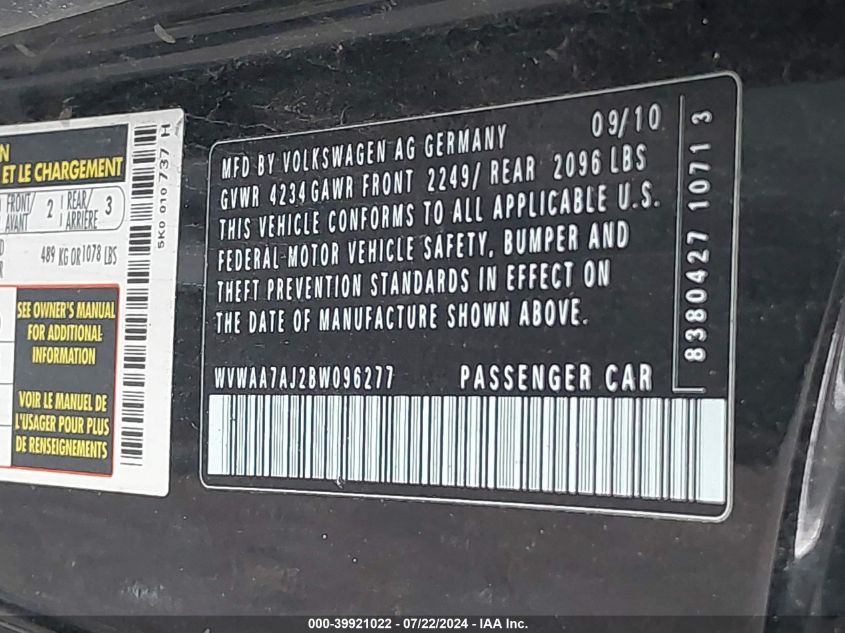 N
ET LE CHARGEMENT
FRONT/
AVANT
2
REAR/
ARRIÈRE
3
489 KG OR 1078 LBS
SEE OWNER'S MANUAL
FOR ADDITIONAL
INFORMATION
VOIR LE MANUEL DE
L'USAGER POUR PLUS
DE RENSEIGNEMENTS
5K0 010 737 H
09/10
MFD BY VOLKSWAGEN AG GERMANY
GVWR 4234 GAWR FRONT 2249/ REAR 2096 LBS
THIS VEHICLE CONFORMS TO ALL APPLICABLE U.S.
FEDERAL MOTOR VEHICLE SAFETY, BUMPER AND
THEFT PREVENTION STANDARDS IN EFFECT ON
THE DATE OF MANUFACTURE SHOWN ABOVE.
WVWAA7AJ2BW096277 PASSENGER CAR
8380427 1071 3
000-39921022 - 07/22/2024 - IAA Inc.